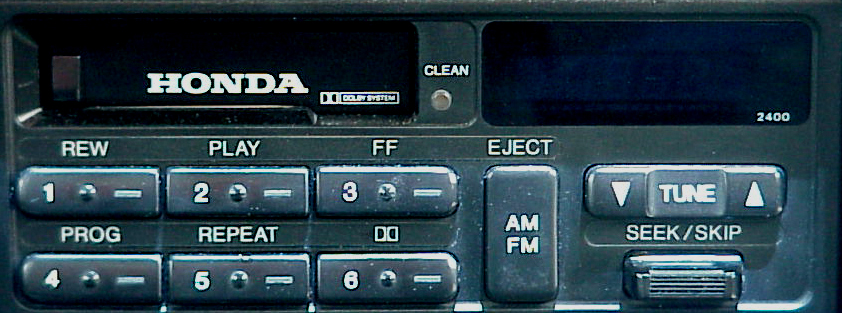 HONDA
DOLBY SYSTEM
CLEAN
2400
REW PLAY FF EJECT
1 2 3
▼ TUNE ▲
AM
FM
PROG REPEAT
SEEK/SKIP
4 5 6